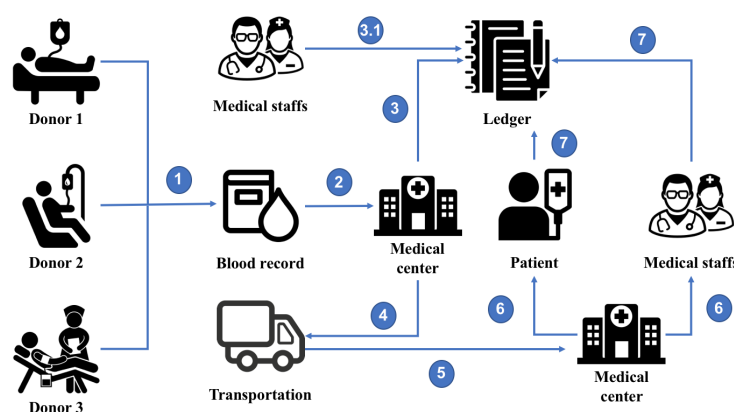 3.1
7
Donor 1
Medical staffs
Ledger
3
7
1
2
Donor 2
Blood record
Medical
center
Patient
Medical staffs
4
6
6
5
Transportation
Medical
center
Donor 3